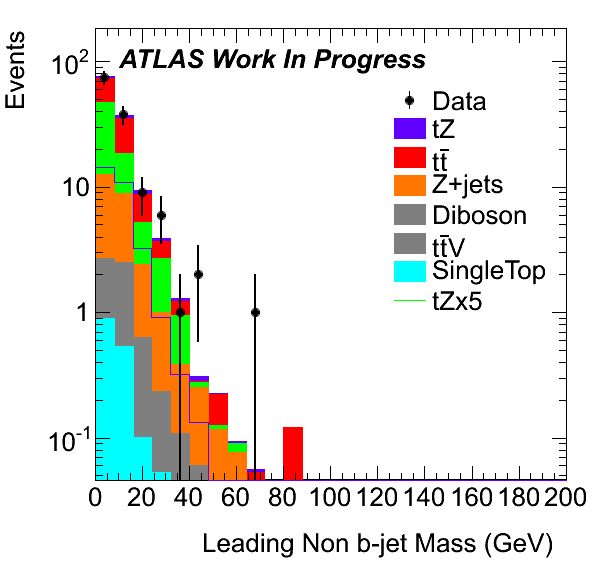 Events
ATLAS Work In Progress
Data
tZ
tt̄
Z+jets
Diboson
tt̄V
SingleTop
tZx5
10²
10
1
10⁻¹
0 20 40 60 80 100 120 140 160 180 200
Leading Non b-jet Mass (GeV)